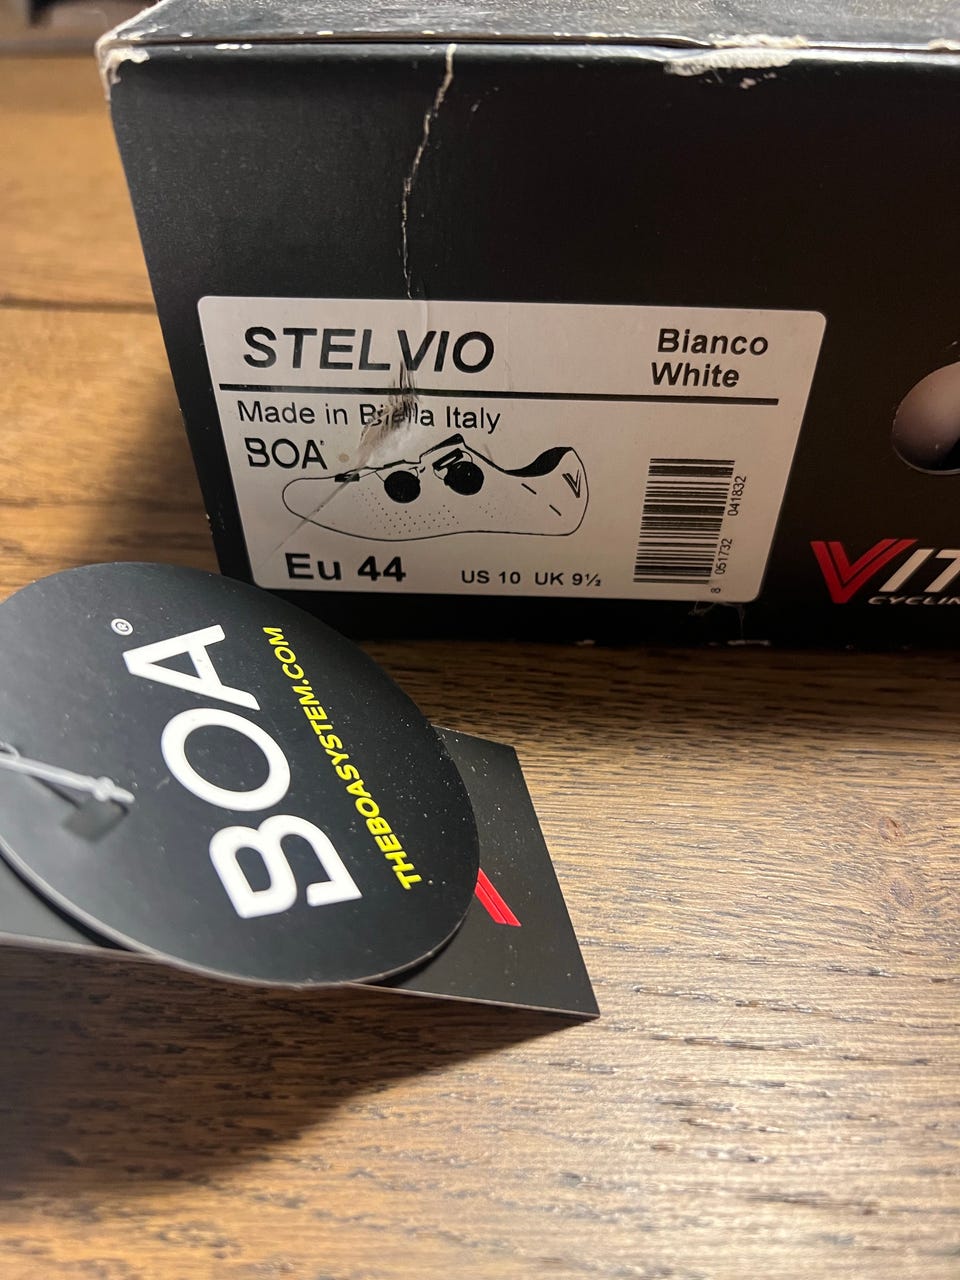 STELVIO
Bianco
White
Made in Biella Italy
BOA
Eu 44
US 10 UK 9½
8 051732 041832
VIT
CYCLIN
BOA®
THEBOASYSTEM.COM